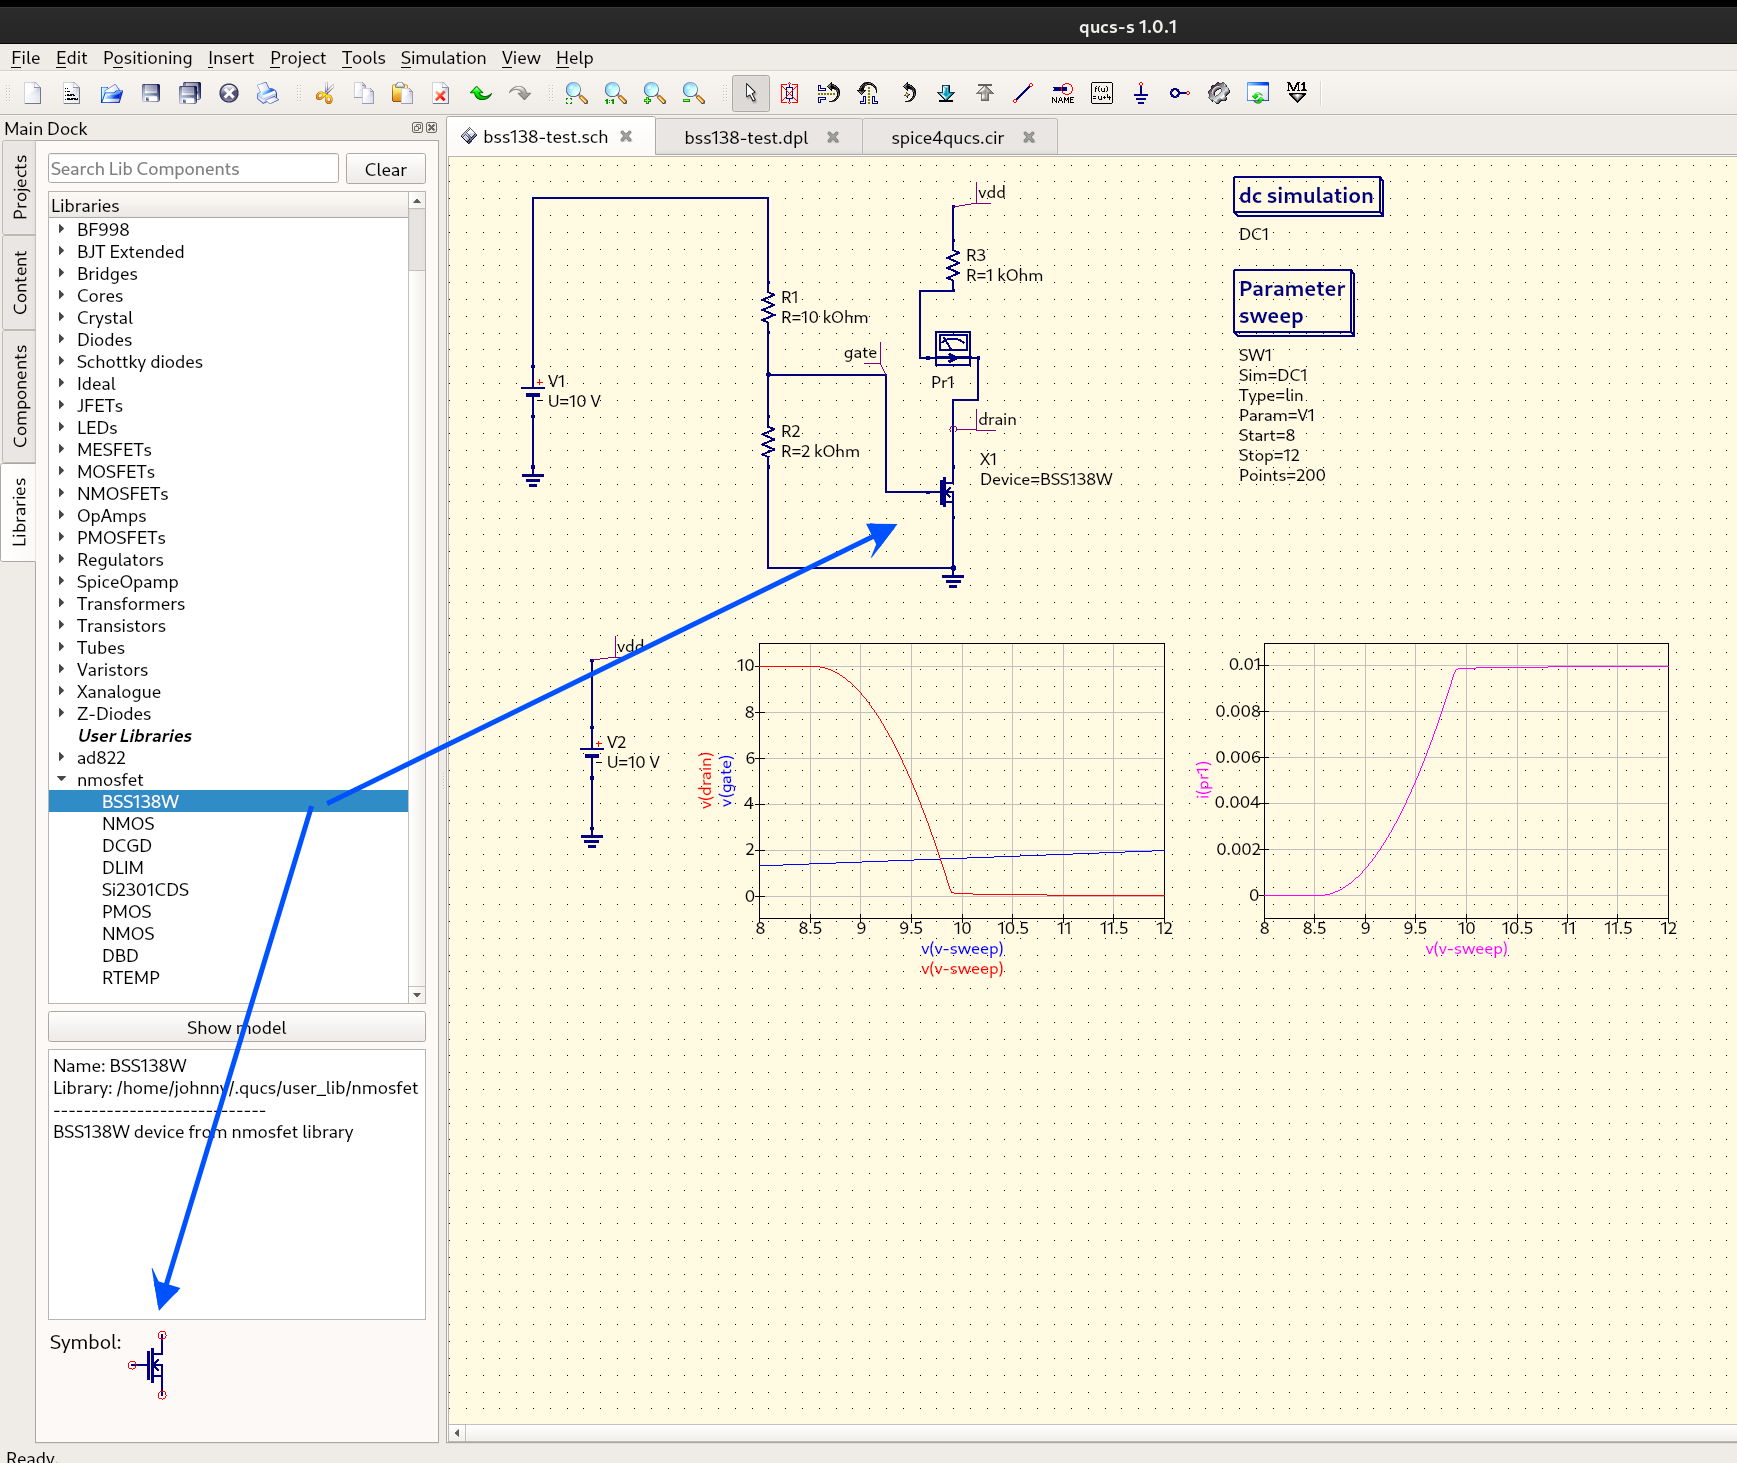 qucs-s 1.0.1
File Edit Positioning Insert Project Tools Simulation View Help
NAME
f(u)
=u+4
M1
Main Dock
bss138-test.sch
bss138-test.dpl
spice4qucs.cir
Projects
Content
Components
Libraries
Search Lib Components
Clear
Libraries
BF998
BJT Extended
Bridges
Cores
Crystal
Diodes
Schottky diodes
Ideal
JFETs
LEDs
MESFETs
MOSFETs
NMOSFETs
OpAmps
PMOSFETs
Regulators
SpiceOpamp
Transformers
Transistors
Tubes
Varistors
Xanalogue
Z-Diodes
User Libraries
ad822
nmosfet
BSS138W
NMOS
DCGD
DLIM
Si2301CDS
PMOS
NMOS
DBD
RTEMP
Show model
Name: BSS138W
Library: /home/johnny/.qucs/user_lib/nmosfet
----------------------------
BSS138W device from nmosfet library
Symbol:
Ready.
vdd
R3
R=1 kOhm
R1
R=10 kOhm
gate
Pr1
V1
U=10 V
drain
R2
R=2 kOhm
X1
Device=BSS138W
dc simulation
DC1
Parameter
sweep
SW1
Sim=DC1
Type=lin
Param=V1
Start=8
Stop=12
Points=200
vdd
V2
U=10 V
v(drain)
v(gate)
10
8
6
4
2
0
8 8.5 9 9.5 10 10.5 11 11.5 12
v(v-sweep)
v(v-sweep)
i(pr1)
0.01
0.008
0.006
0.004
0.002
0
8 8.5 9 9.5 10 10.5 11 11.5 12
v(v-sweep)